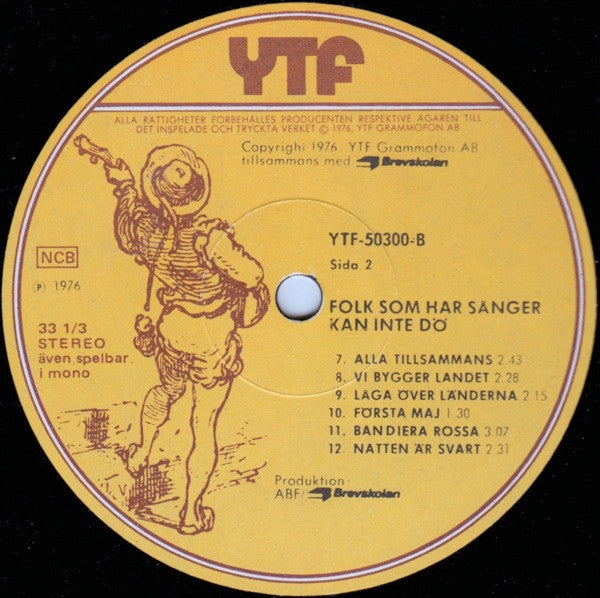 YTF
ALLA RÄTTIGHETER FÖRBEHÅLLES PRODUCENTEN RESPEKTIVE ÄGAREN TILL
DET INSPELADE OCH TRYCKTA VERKET © 1976, YTF GRAMMOFON AB
Copyright 1976, YTF Grammofon AB
tillsammans med Brevskolan
NCB
℗ 1976
33 1/3
STEREO
även spelbar
i mono
YTF-50300-B
Sida 2
FOLK SOM HAR SÅNGER
KAN INTE DÖ
7. ALLA TILLSAMMANS 2.43
8. VI BYGGER LANDET 2.28
9. LÅGA ÖVER LÄNDERNA 2.15
10. FÖRSTA MAJ 1.30
11. BANDIERA ROSSA 3.07
12. NATTEN ÄR SVART 2.31
Produktion:
ABF/Brevskolan